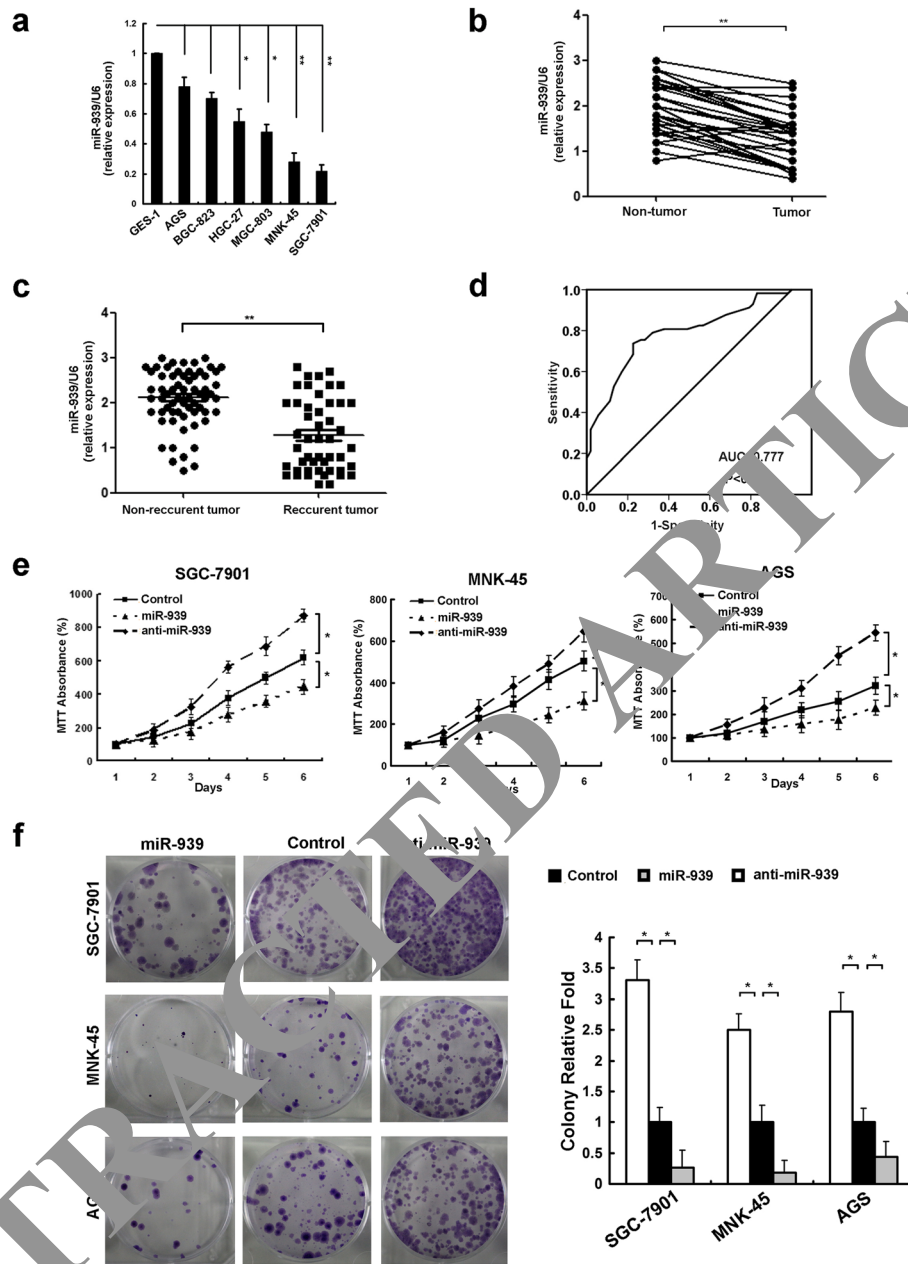 a
miR-939/U6
(relative expression)
1.2
1
0.8
0.6
0.4
0.2
0
* * ** **
GES-1 AGS BGC-823 HGC-27 MGC-803 MNK-45 SGC-7901
b
miR-939/U6
(relative expression)
**
4
3
2
1
0
Non-tumor Tumor
c
miR-939/U6
(relative expression)
**
4
3
2
1
0
Non-reccurent tumor Reccurent tumor
d
Sensitivity
1.0
0.8
0.6
0.4
0.2
0.0
0.0 0.2 0.4 0.6 0.8
0.777
e
SGC-7901
MTT Absorbance (%)
1000
800
600
400
200
0
Control
miR-939
anti-miR-939
*
*
1 2 3 4 5 6
Days
MNK-45
MTT Absorbance (%)
800
600
400
200
0
Control
miR-939
anti-miR-939
1 2 3 4 6
AGS
MTT Absorbance (%)
300
200
100
0
Control
miR-939
anti-miR-939
*
*
1 2 3 4 5 6
Days
f
miR-939 Control
SGC-7901
MNK-45
Control miR-939 anti-miR-939
Colony Relative Fold
4
3.5
3
2.5
2
1.5
1
0.5
0
* *
* *
* *
SGC-7901 MNK-45 AGS
TRACTED ARTIC